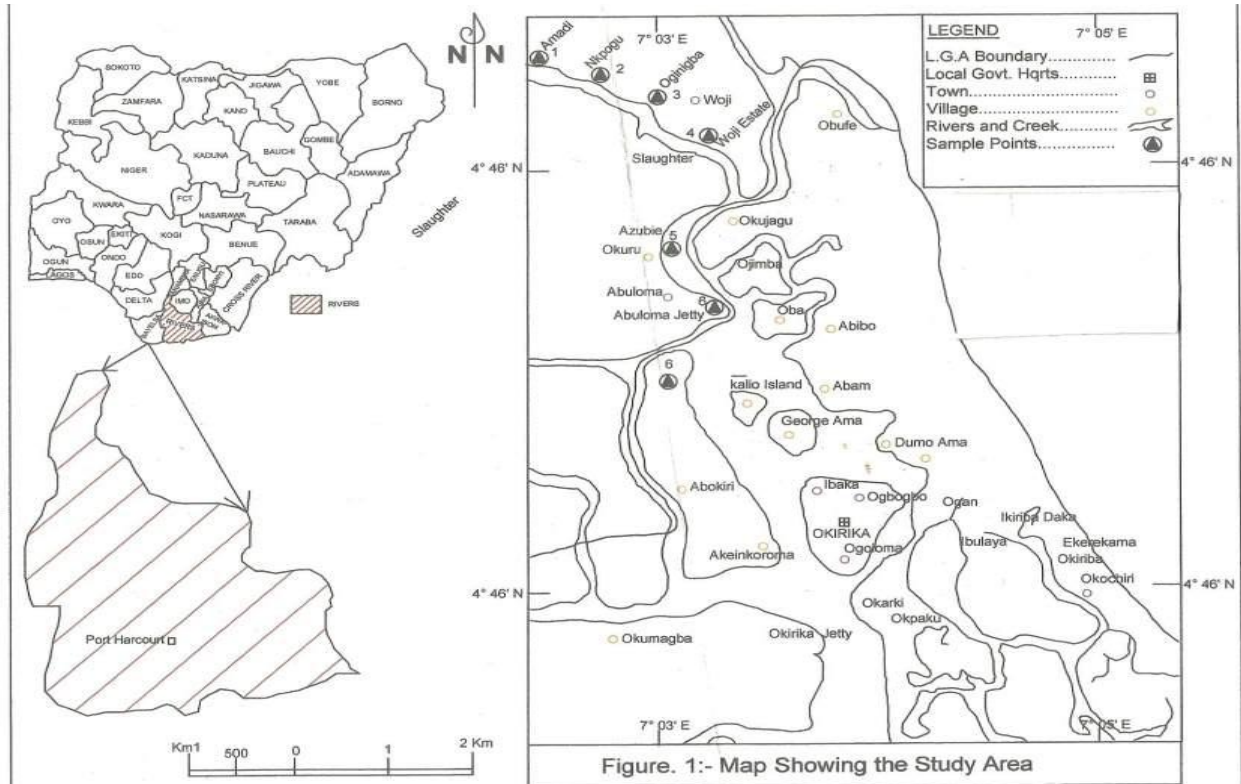 N N
SOKOTO
KATSINA
JIGAWA
YOBE
BORNO
ZAMFARA
KANO
KEBBI
GOMBE
BAUCHI
KADUNA
NIGER
ADAMAWA
PLATEAU
FCT
KWARA
NASARAWA
TARABA
OYO
EKITI
KOGI
OSUN
BENUE
OGUN
ONDO
AGOS
EDO
CROSS RIVER
IMO
DELTA
RIVERS
Slaughter
RIVERS
Port Harcourt
Km1 500 0 1 2 Km
7° 03' E
LEGEND 7° 05' E
L.G.A Boundary
Local Govt. Hqrts
Town
Village
Rivers and Creek
Sample Points
Amadi
1
Nkpogu
2
Oginigba
3
Woji
4
Woji Estate
Obufe
Slaughter
4° 46' N
4° 46' N
Okujagu
Azubie
5
Okuru
Ojimba
Abuloma
6
Oba
Abuloma Jetty
Abibo
6
kalio Island
Abam
George Ama
Dumo Ama
Abokiri
Ibaka
Ogbogbo
Ogan
Ikiriba Daka
OKIRIKA
Ibulaya
Ekerekama
Akeinkoroma
Ogoloma
Okiriba
Okochiri
4° 46' N
4° 46' N
Okarki
Okpaku
Okumagba
Okirika Jetty
7° 03' E
7° 05' E
Figure. 1:- Map Showing the Study Area